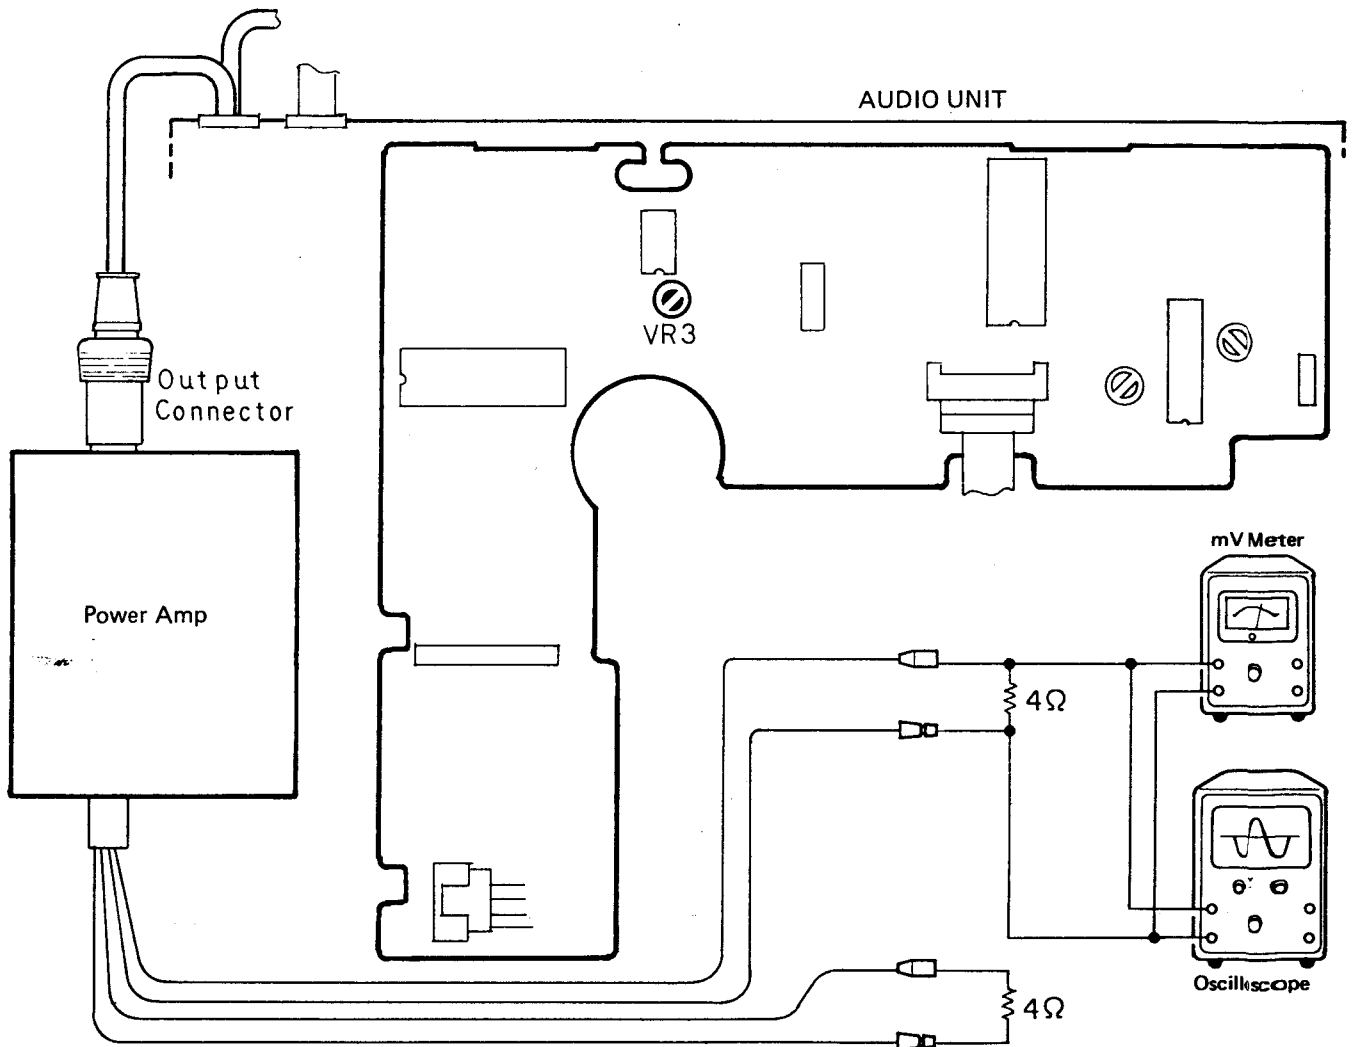 AUDIO UNIT
VR3
Output
Connector
mV Meter
Power Amp
4Ω
Oscilloscope
4Ω